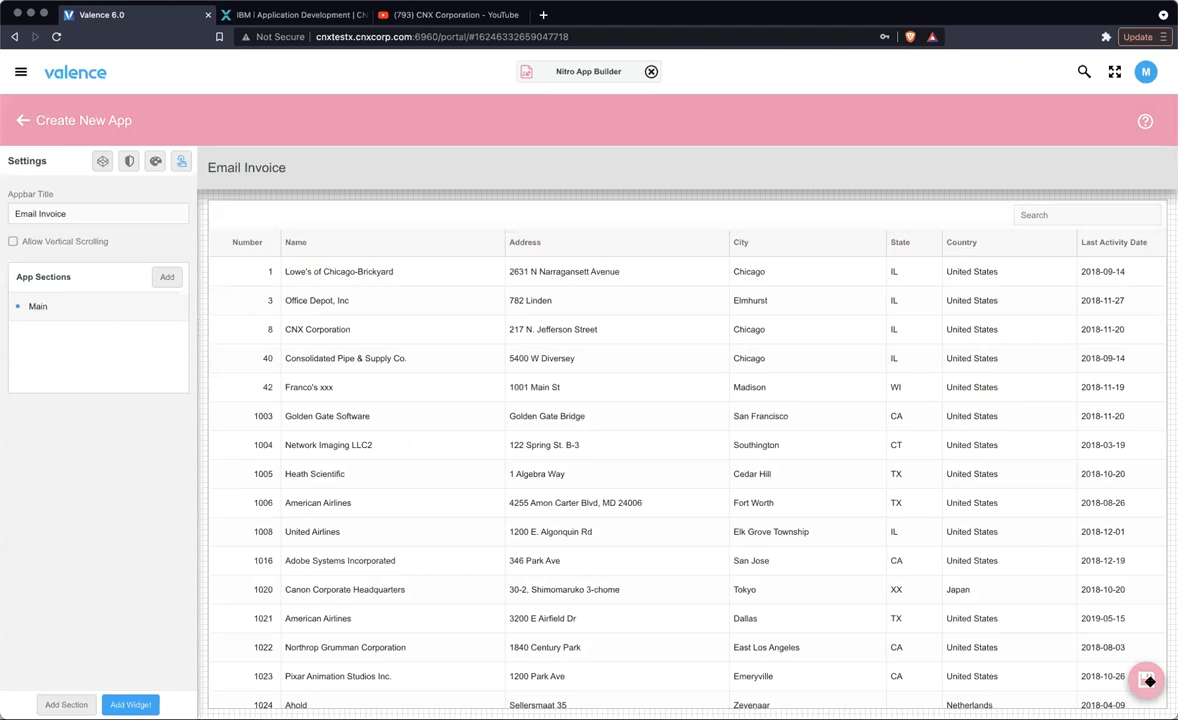 Valence 6.0
IBM i Application Development | CN
(793) CNX Corporation - YouTube
Not Secure cnxtestx.cnxcorp.com:6960/portal/#16246332659047718
Update
valence
Nitro App Builder
M
Create New App
Settings
Appbar Title
Email Invoice
Allow Vertical Scrolling
App Sections Add
Main
Add Section Add Widget
Email Invoice
Search
Number Name Address City State Country Last Activity Date
1 Lowe's of Chicago-Brickyard 2631 N Narragansett Avenue Chicago IL United States 2018-09-14
3 Office Depot, Inc 782 Linden Elmhurst IL United States 2018-11-27
8 CNX Corporation 217 N. Jefferson Street Chicago IL United States 2018-11-20
40 Consolidated Pipe & Supply Co. 5400 W Diversey Chicago IL United States 2018-09-14
42 Franco's xxx 1001 Main St Madison WI United States 2018-11-19
1003 Golden Gate Software Golden Gate Bridge San Francisco CA United States 2018-11-20
1004 Network Imaging LLC2 122 Spring St. B-3 Southington CT United States 2018-03-19
1005 Heath Scientific 1 Algebra Way Cedar Hill TX United States 2018-10-20
1006 American Airlines 4255 Amon Carter Blvd, MD 24006 Fort Worth TX United States 2018-08-26
1008 United Airlines 1200 E. Algonquin Rd Elk Grove Township IL United States 2018-12-01
1016 Adobe Systems Incorporated 346 Park Ave San Jose CA United States 2018-12-19
1020 Canon Corporate Headquarters 30-2, Shimomaruko 3-chome Tokyo XX Japan 2018-10-20
1021 American Airlines 3200 E Airfield Dr Dallas TX United States 2019-05-15
1022 Northrop Grumman Corporation 1840 Century Park East Los Angeles CA United States 2018-08-03
1023 Pixar Animation Studios Inc. 1200 Park Ave Emeryville CA United States 2018-10-26
1024 Ahold Sellersmaat 35 Zevenaar Netherlands 2018-04-09